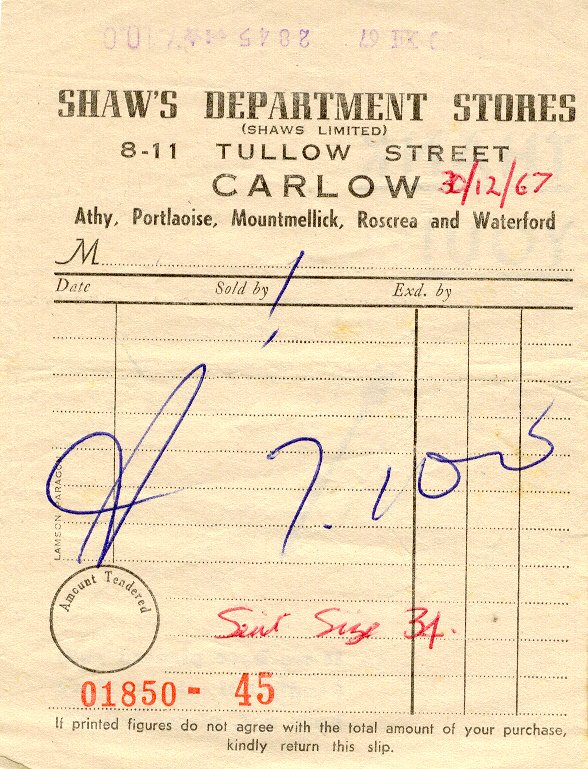 SHAW'S DEPARTMENT STORES
(SHAWS LIMITED)
8-11 TULLOW STREET
CARLOW 30/12/67
Athy, Portlaoise, Mountmellick, Roscrea and Waterford
M
Date Sold by Exd. by
7.10
LAMSON PARAGON
Amount Tendered
Suit Size 34.
01850 - 45
If printed figures do not agree with the total amount of your purchase,
kindly return this slip.